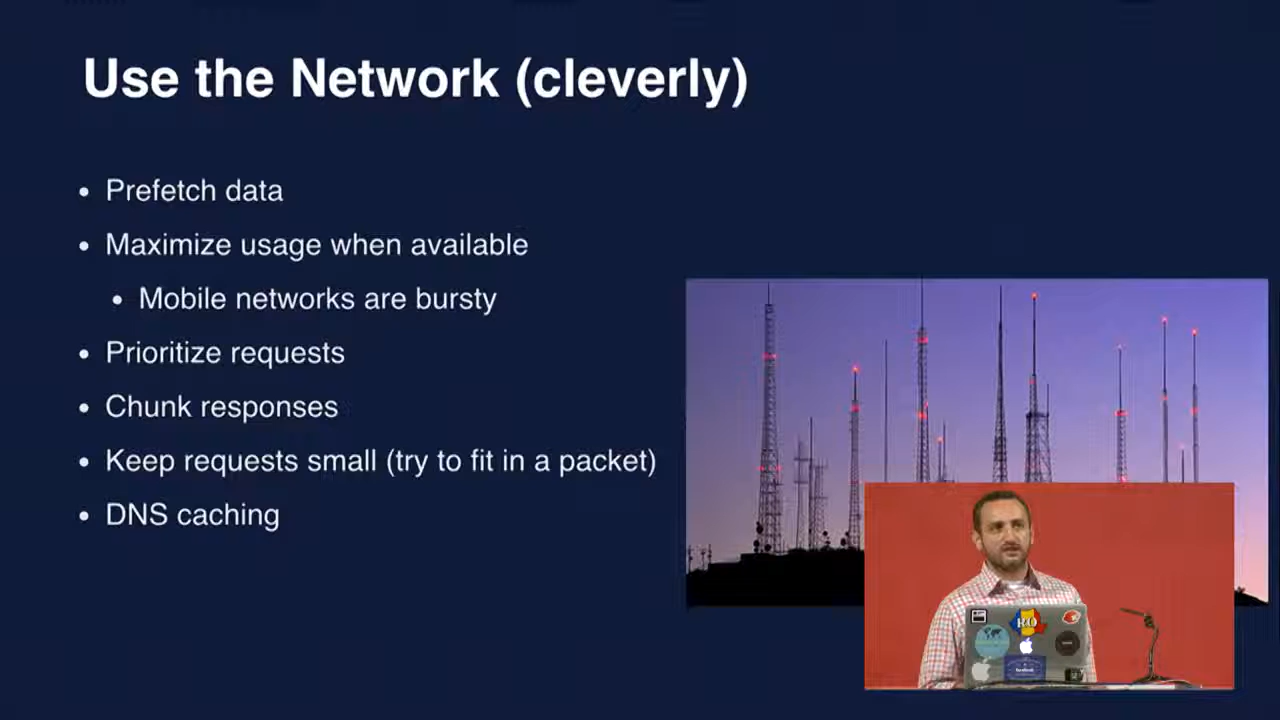 Use the Network (cleverly)
• Prefetch data
• Maximize usage when available
• Mobile networks are bursty
• Prioritize requests
• Chunk responses
• Keep requests small (try to fit in a packet)
• DNS caching
RO